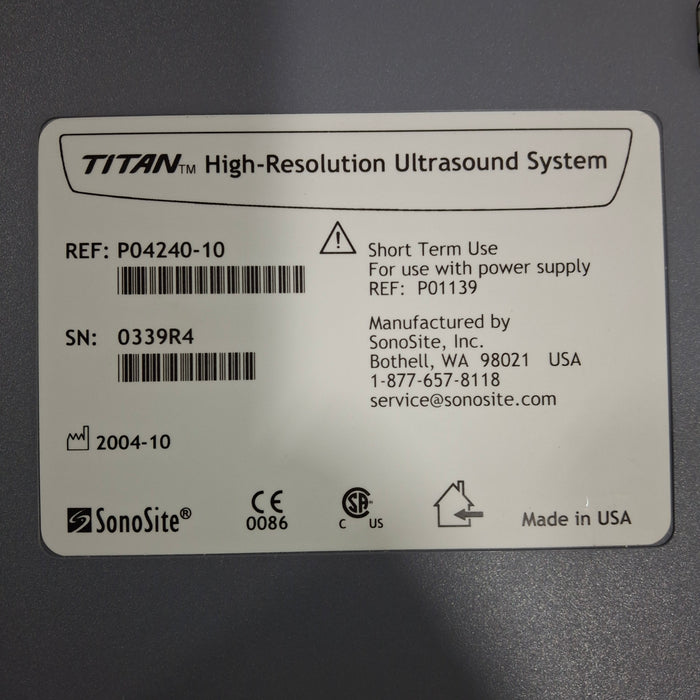 TITAN™ High-Resolution Ultrasound System
REF: P04240-10
SN: 0339R4
2004-10
Short Term Use
For use with power supply
REF: P01139
Manufactured by
SonoSite, Inc.
Bothell, WA 98021 USA
1-877-657-8118
service@sonosite.com
SonoSite®
CE
0086
SA
C US
Made in USA